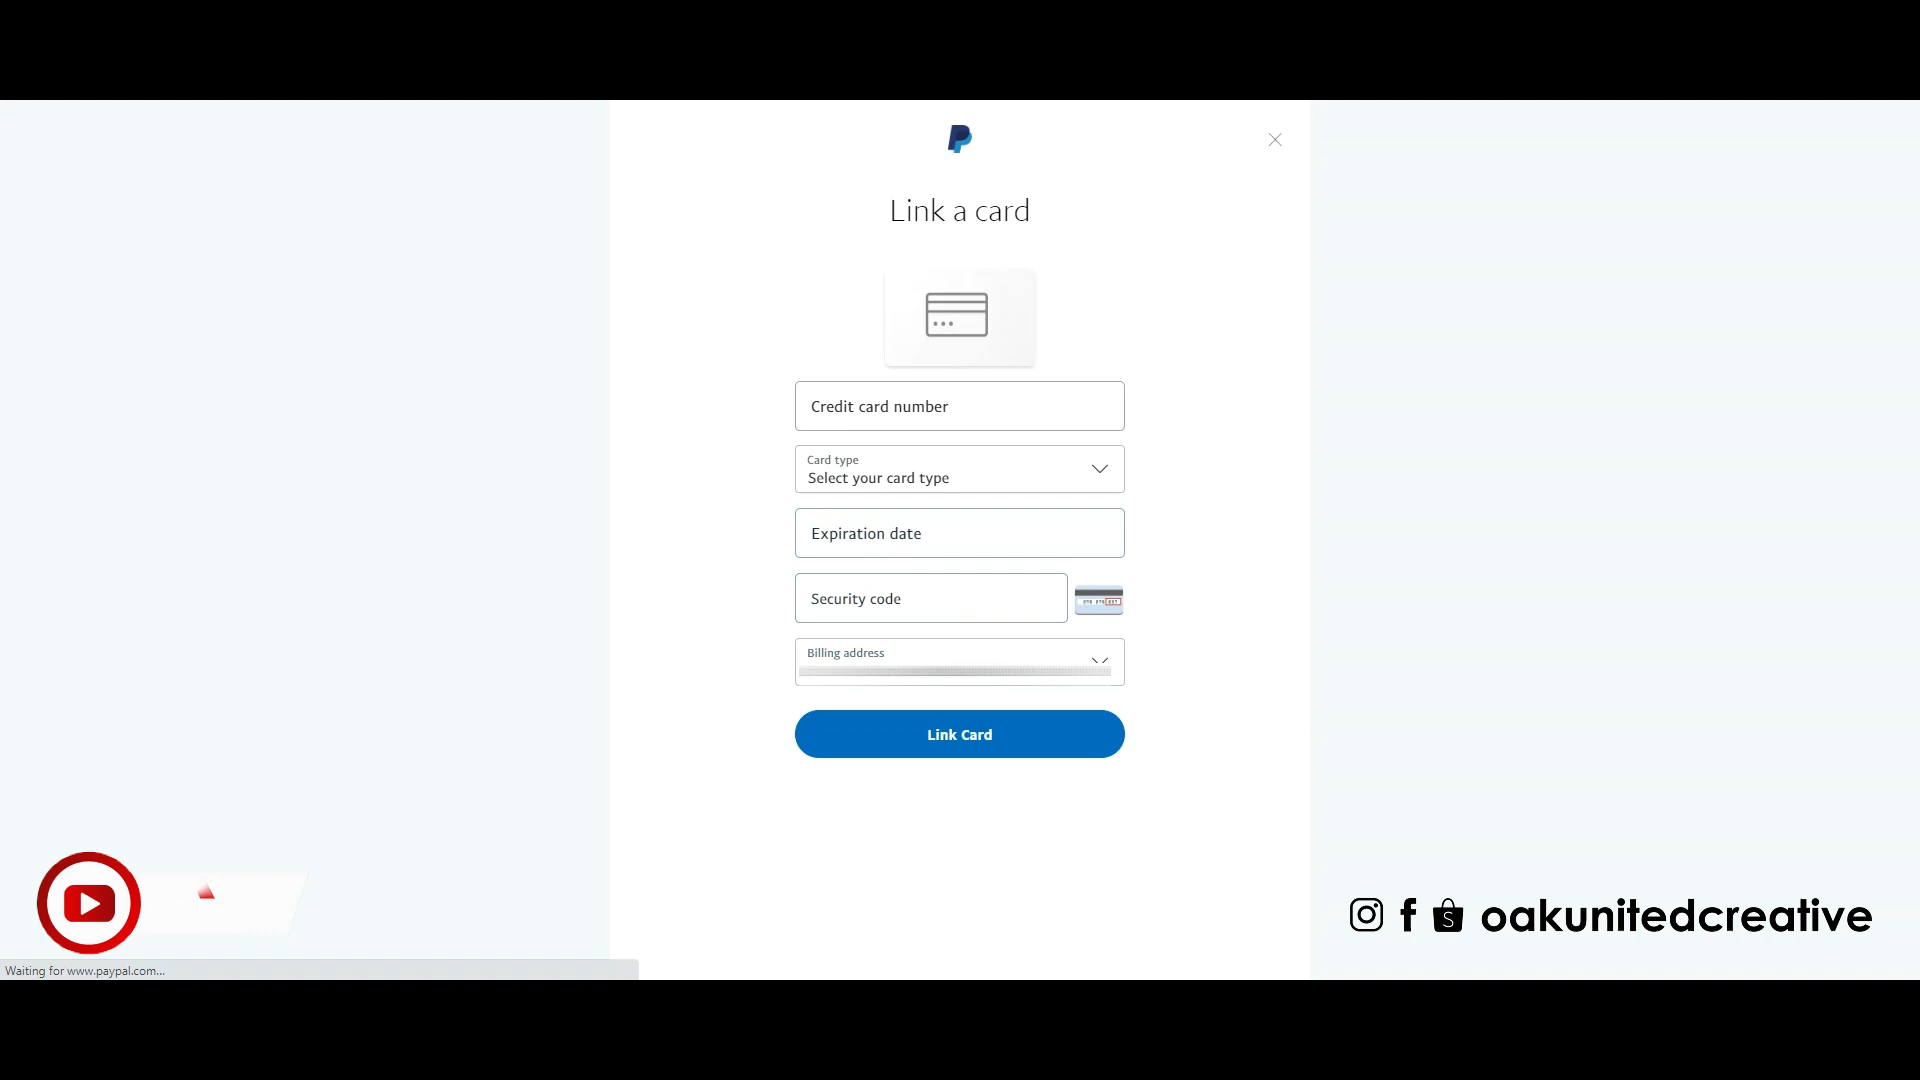 Link a card
Credit card number
Card type
Select your card type
Expiration date
Security code
Billing address
Link Card
oakunitedcreative
Waiting for www.paypal.com...